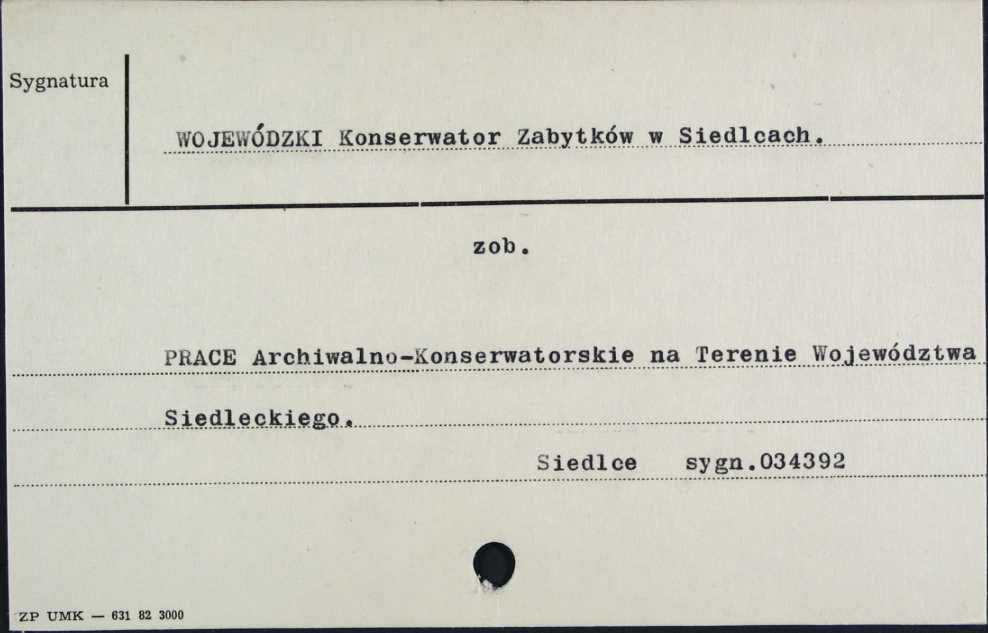 Sygnatura
WOJEWÓDZKI Konserwator Zabytków w Siedlcach.
zob.
PRACE Archiwalno-Konserwatorskie na Terenie Województwa
Siedleckiego.
Siedlce sygn.034392
ZP UMK — 631 82 3000